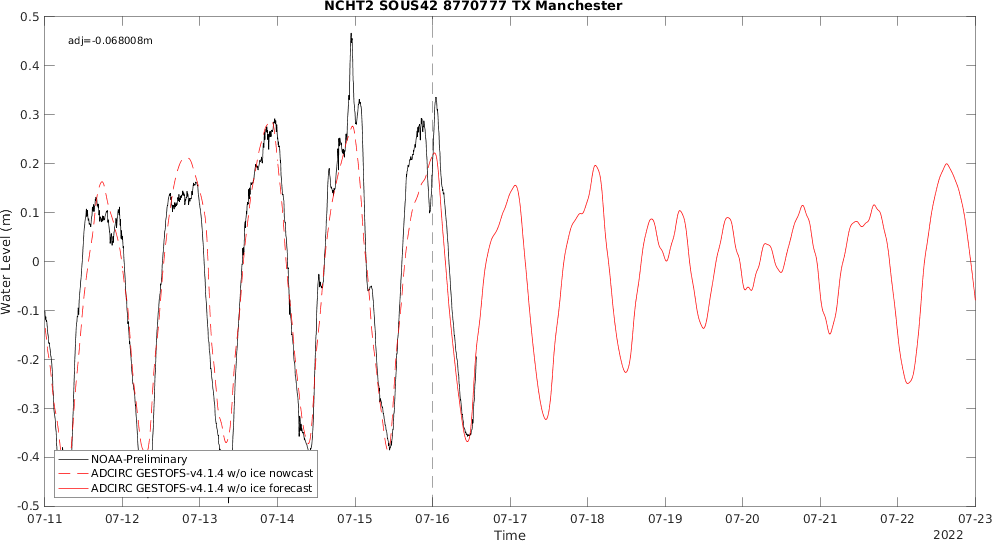 NCHT2 SOUS42 8770777 TX Manchester
adj=-0.068008m
Water Level (m)
0.5
0.4
0.3
0.2
0.1
0
-0.1
-0.2
-0.3
-0.4
-0.5
NOAA-Preliminary
ADCIRC GESTOFS-v4.1.4 w/o ice nowcast
ADCIRC GESTOFS-v4.1.4 w/o ice forecast
07-11 07-12 07-13 07-14 07-15 07-16 07-17 07-18 07-19 07-20 07-21 07-22 07-23
Time
2022